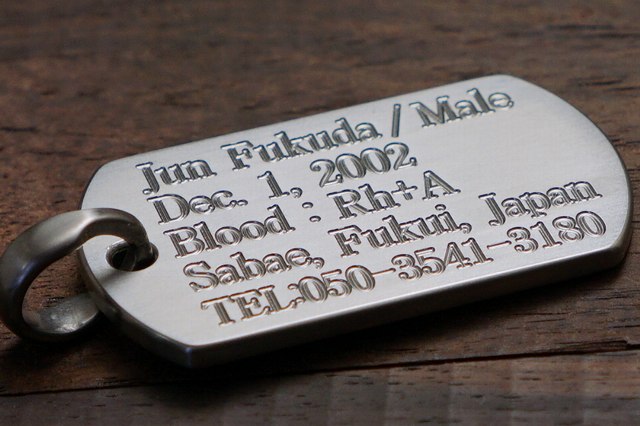 Jun Fukuda / Male
Dec. 1, 2002
Blood : Rh+A
Sabae, Fukui, Japan
TEL:050-3541-3180